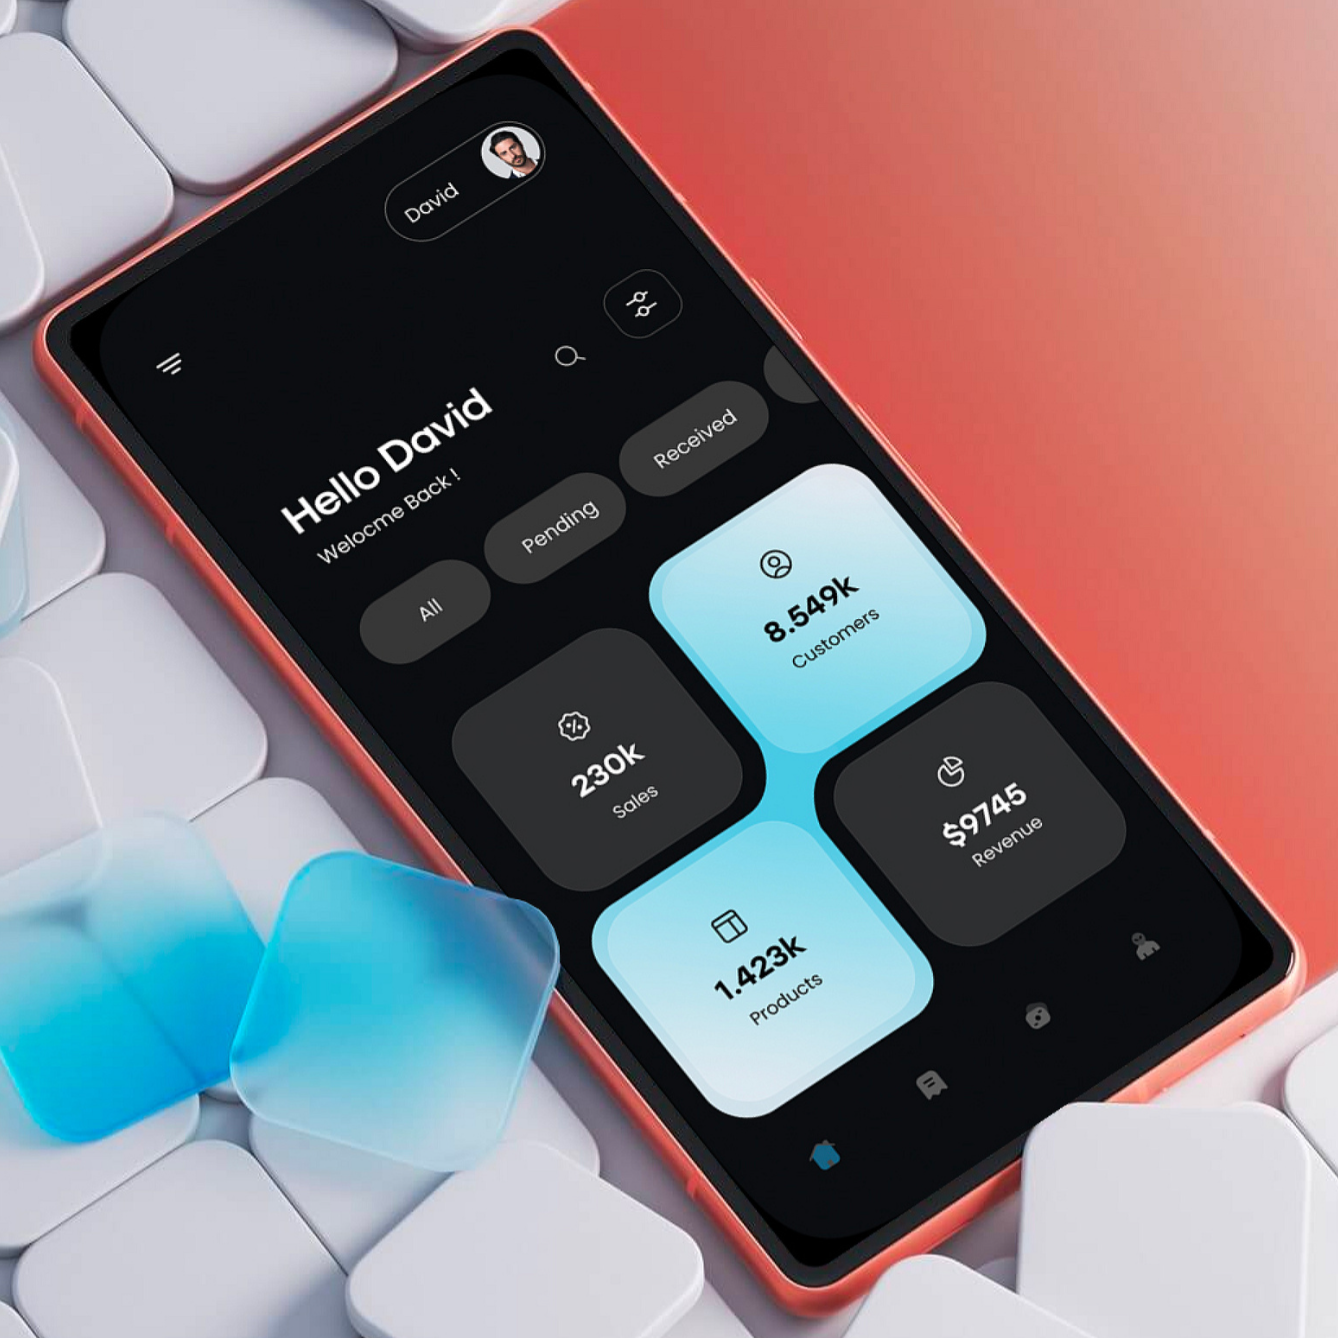 David
Hello David
Welocme Back !
All
Pending
Received
230k
Sales
8.549k
Customers
1.423k
Products
$9745
Revenue